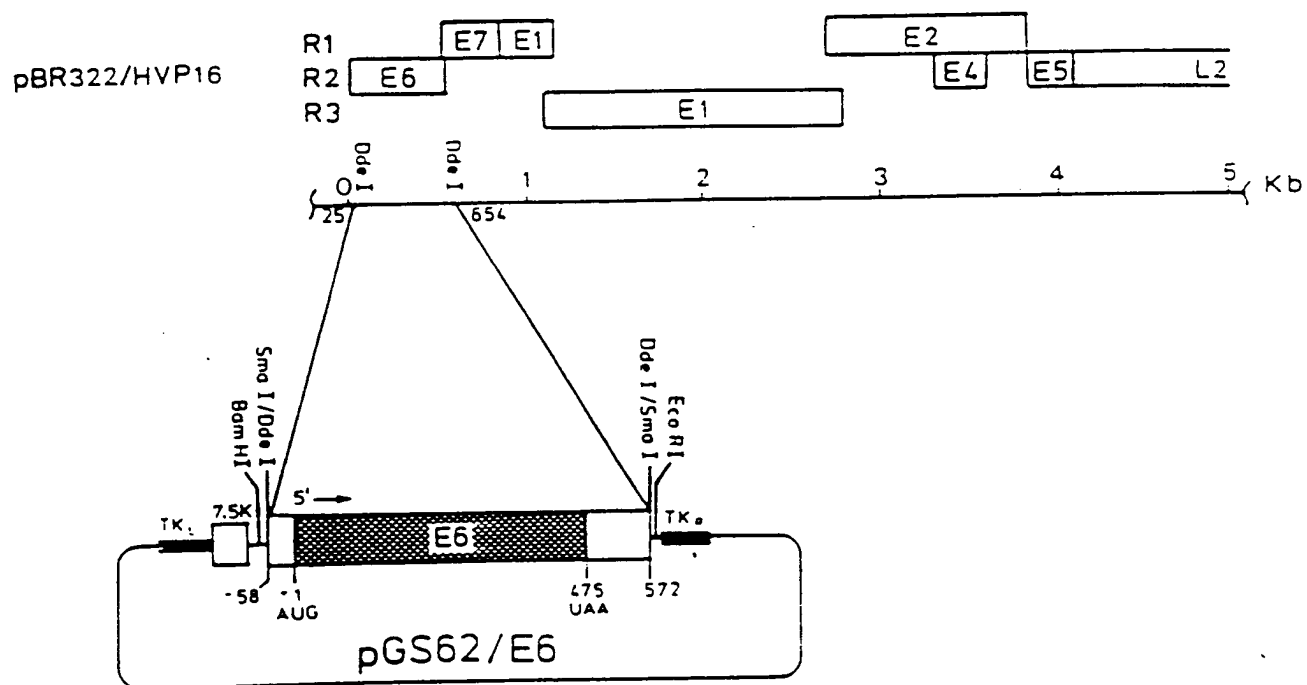 R1 E7 E1 E2
pBR322/HVP16 R2 E6 E4 E5 L2
R3 E1
Dde I Dde I
0 1 2 3 4 5 Kb
25 654
Bam HI Sma I/Dde I Dde I/Sma I Eco RI
5'
TKL 7.5K E6 TKR
-58 -1 475 572
AUG UAA
pGS62/E6